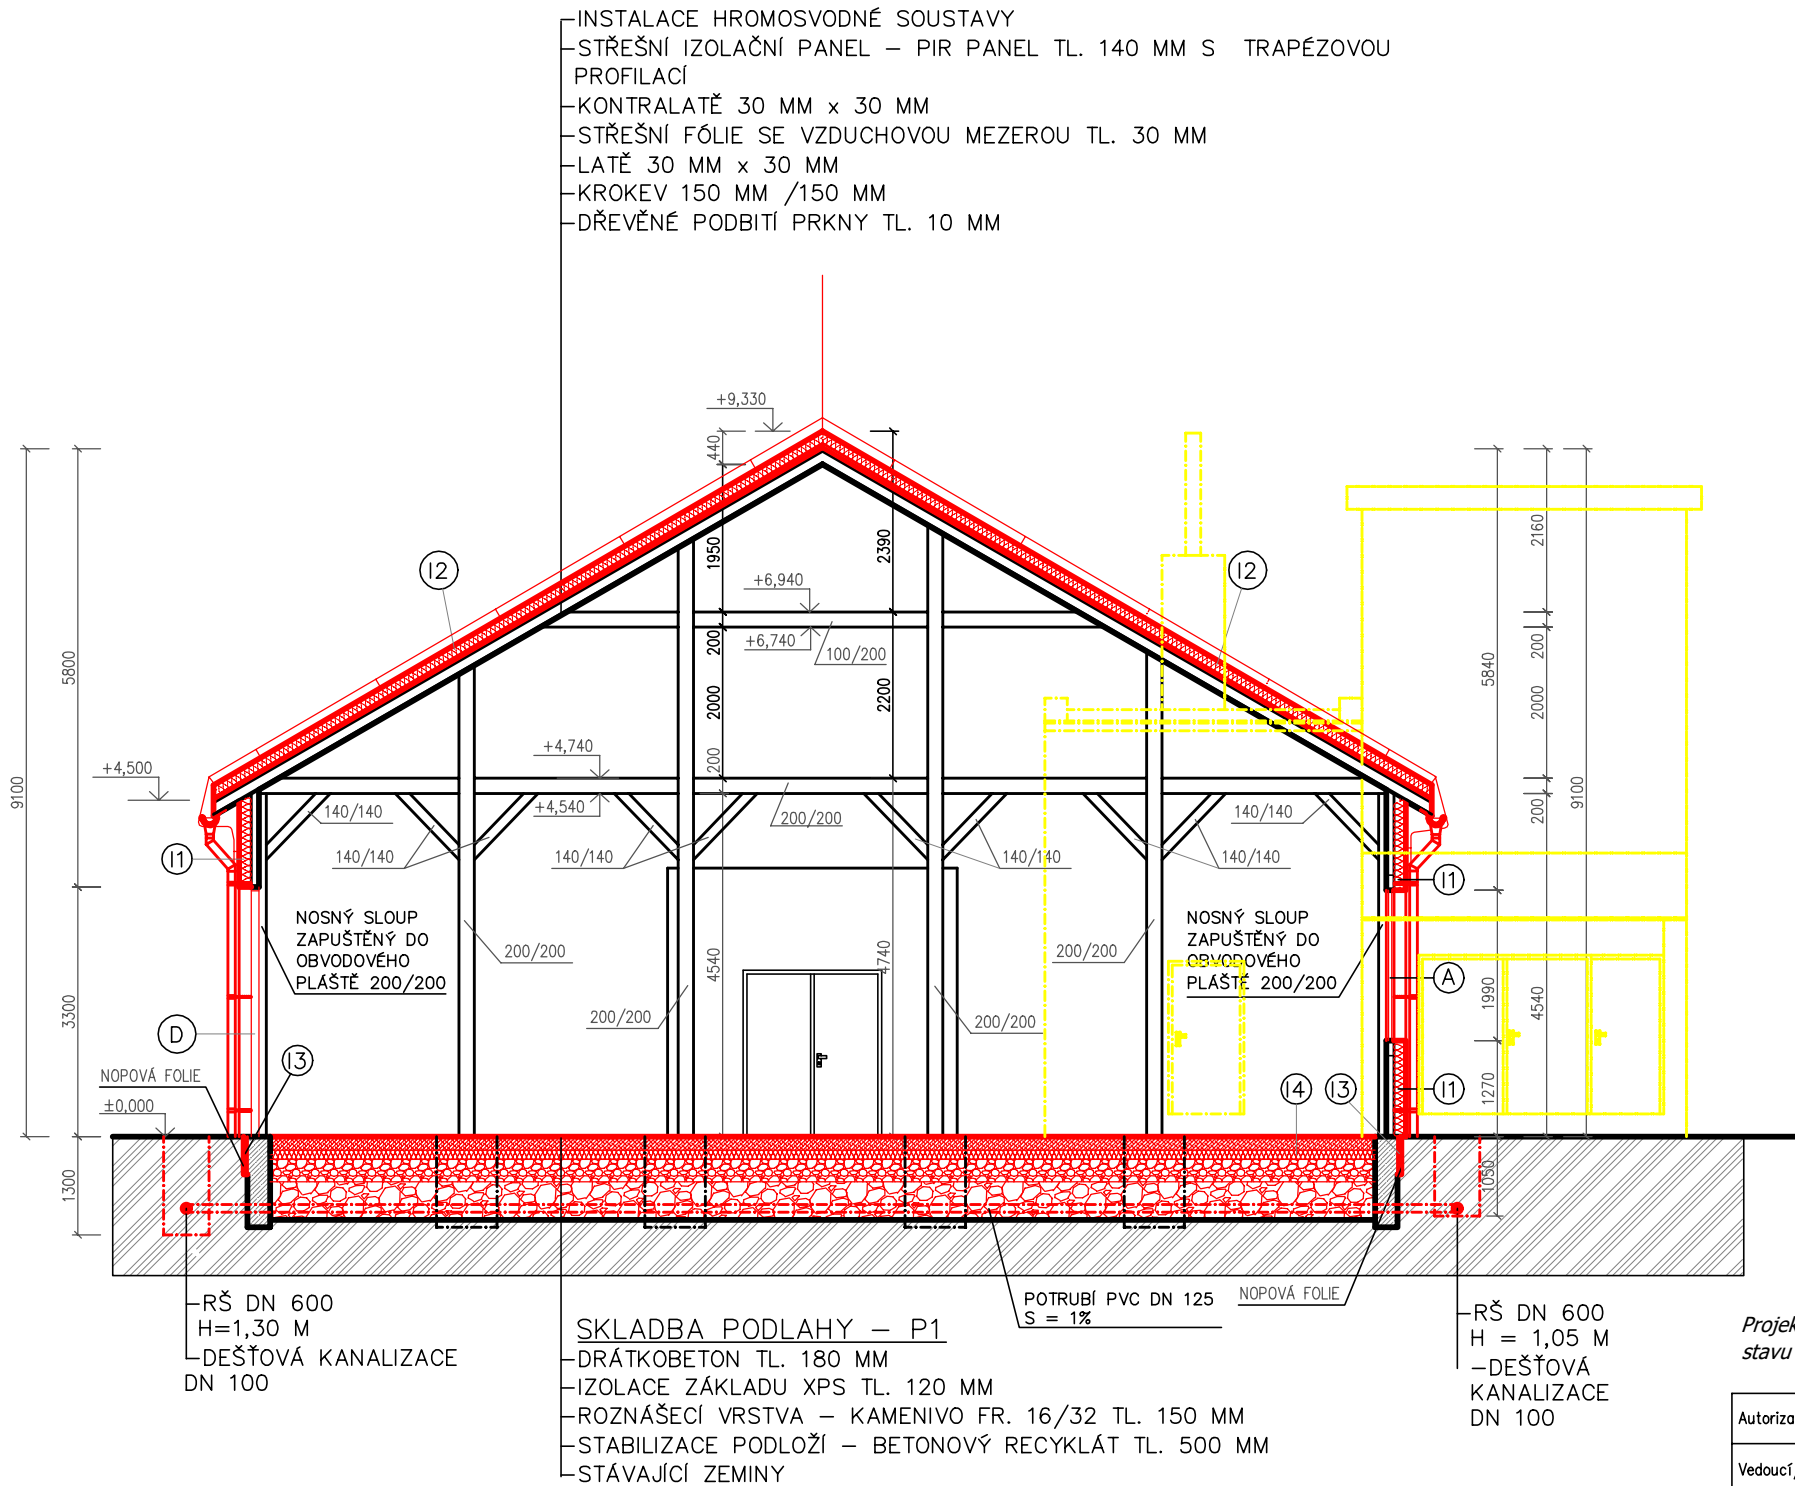 INSTALACE HROMOSVODNÉ SOUSTAVY
STŘEŠNÍ IZOLAČNÍ PANEL – PIR PANEL TL. 140 MM S TRAPÉZOVOU
PROFILACÍ
KONTRALATĚ 30 MM x 30 MM
STŘEŠNÍ FÓLIE SE VZDUCHOVOU MEZEROU TL. 30 MM
LATĚ 30 MM x 30 MM
KROKEV 150 MM /150 MM
DŘEVĚNÉ PODBITÍ PRKNY TL. 10 MM
+9,330
440
1950
2390
2160
I2
I2
+6,940
+6,740
100/200
200
200
5800
5840
2000
2200
2000
9100
9100
+4,740
200
+4,500
+4,540
200/200
200
140/140
140/140
140/140
140/140
140/140
140/140
I1
I1
NOSNÝ SLOUP
ZAPUŠTĚNÝ DO
OBVODOVÉHO
PLÁŠTĚ 200/200
NOSNÝ SLOUP
ZAPUŠTĚNÝ DO
OBVODOVÉHO
PLÁŠTĚ 200/200
200/200
200/200
4540
4740
A
1990
4540
3300
D
200/200
200/200
I3
NOPOVÁ FOLIE
I4
I3
I1
1270
±0,000
1300
1050
RŠ DN 600
H=1,30 M
DEŠŤOVÁ KANALIZACE
DN 100
POTRUBÍ PVC DN 125
S = 1%
NOPOVÁ FOLIE
RŠ DN 600
H = 1,05 M
–DEŠŤOVÁ
KANALIZACE
DN 100
SKLADBA PODLAHY – P1
DRÁTKOBETON TL. 180 MM
IZOLACE ZÁKLADU XPS TL. 120 MM
ROZNÁŠECÍ VRSTVA – KAMENIVO FR. 16/32 TL. 150 MM
STABILIZACE PODLOŽÍ – BETONOVÝ RECYKLÁT TL. 500 MM
STÁVAJÍCÍ ZEMINY
Projek
stavu
Autoriza
Vedoucí